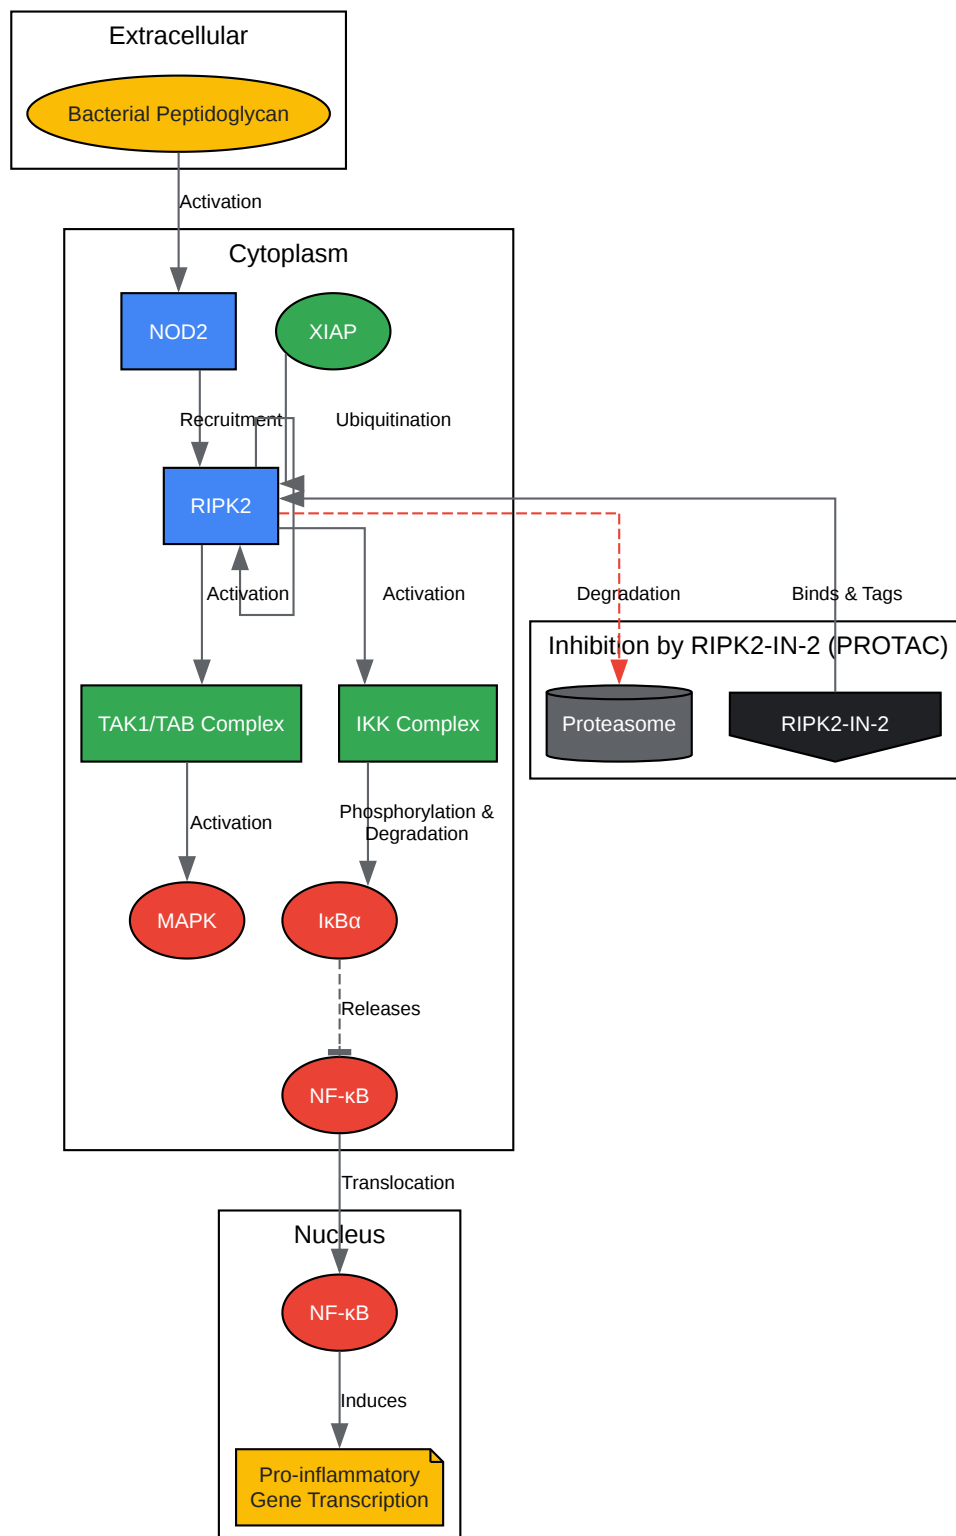 Extracellular
Bacterial Peptidoglycan
Activation
Cytoplasm
NOD2
XIAP
Recruitment
Ubiquitination
RIPK2
Activation
Activation
Degradation
Binds & Tags
Inhibition by RIPK2-IN-2 (PROTAC)
TAK1/TAB Complex
IKK Complex
Proteasome
RIPK2-IN-2
Activation
Phosphorylation &
Degradation
MAPK
IκBα
Releases
NF-κB
Translocation
Nucleus
NF-κB
Induces
Pro-inflammatory
Gene Transcription